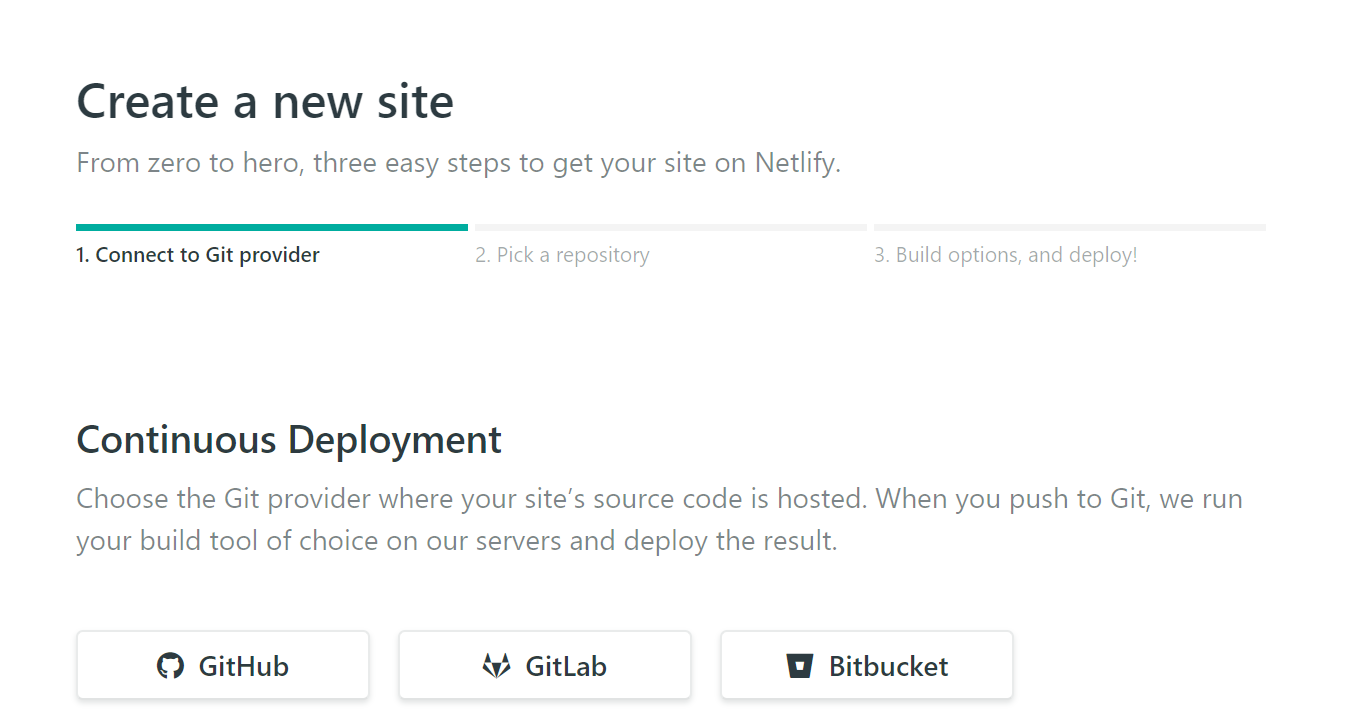 Create a new site
From zero to hero, three easy steps to get your site on Netlify.
1. Connect to Git provider
2. Pick a repository
3. Build options, and deploy!
Continuous Deployment
Choose the Git provider where your site’s source code is hosted. When you push to Git, we run
your build tool of choice on our servers and deploy the result.
GitHub
GitLab
Bitbucket